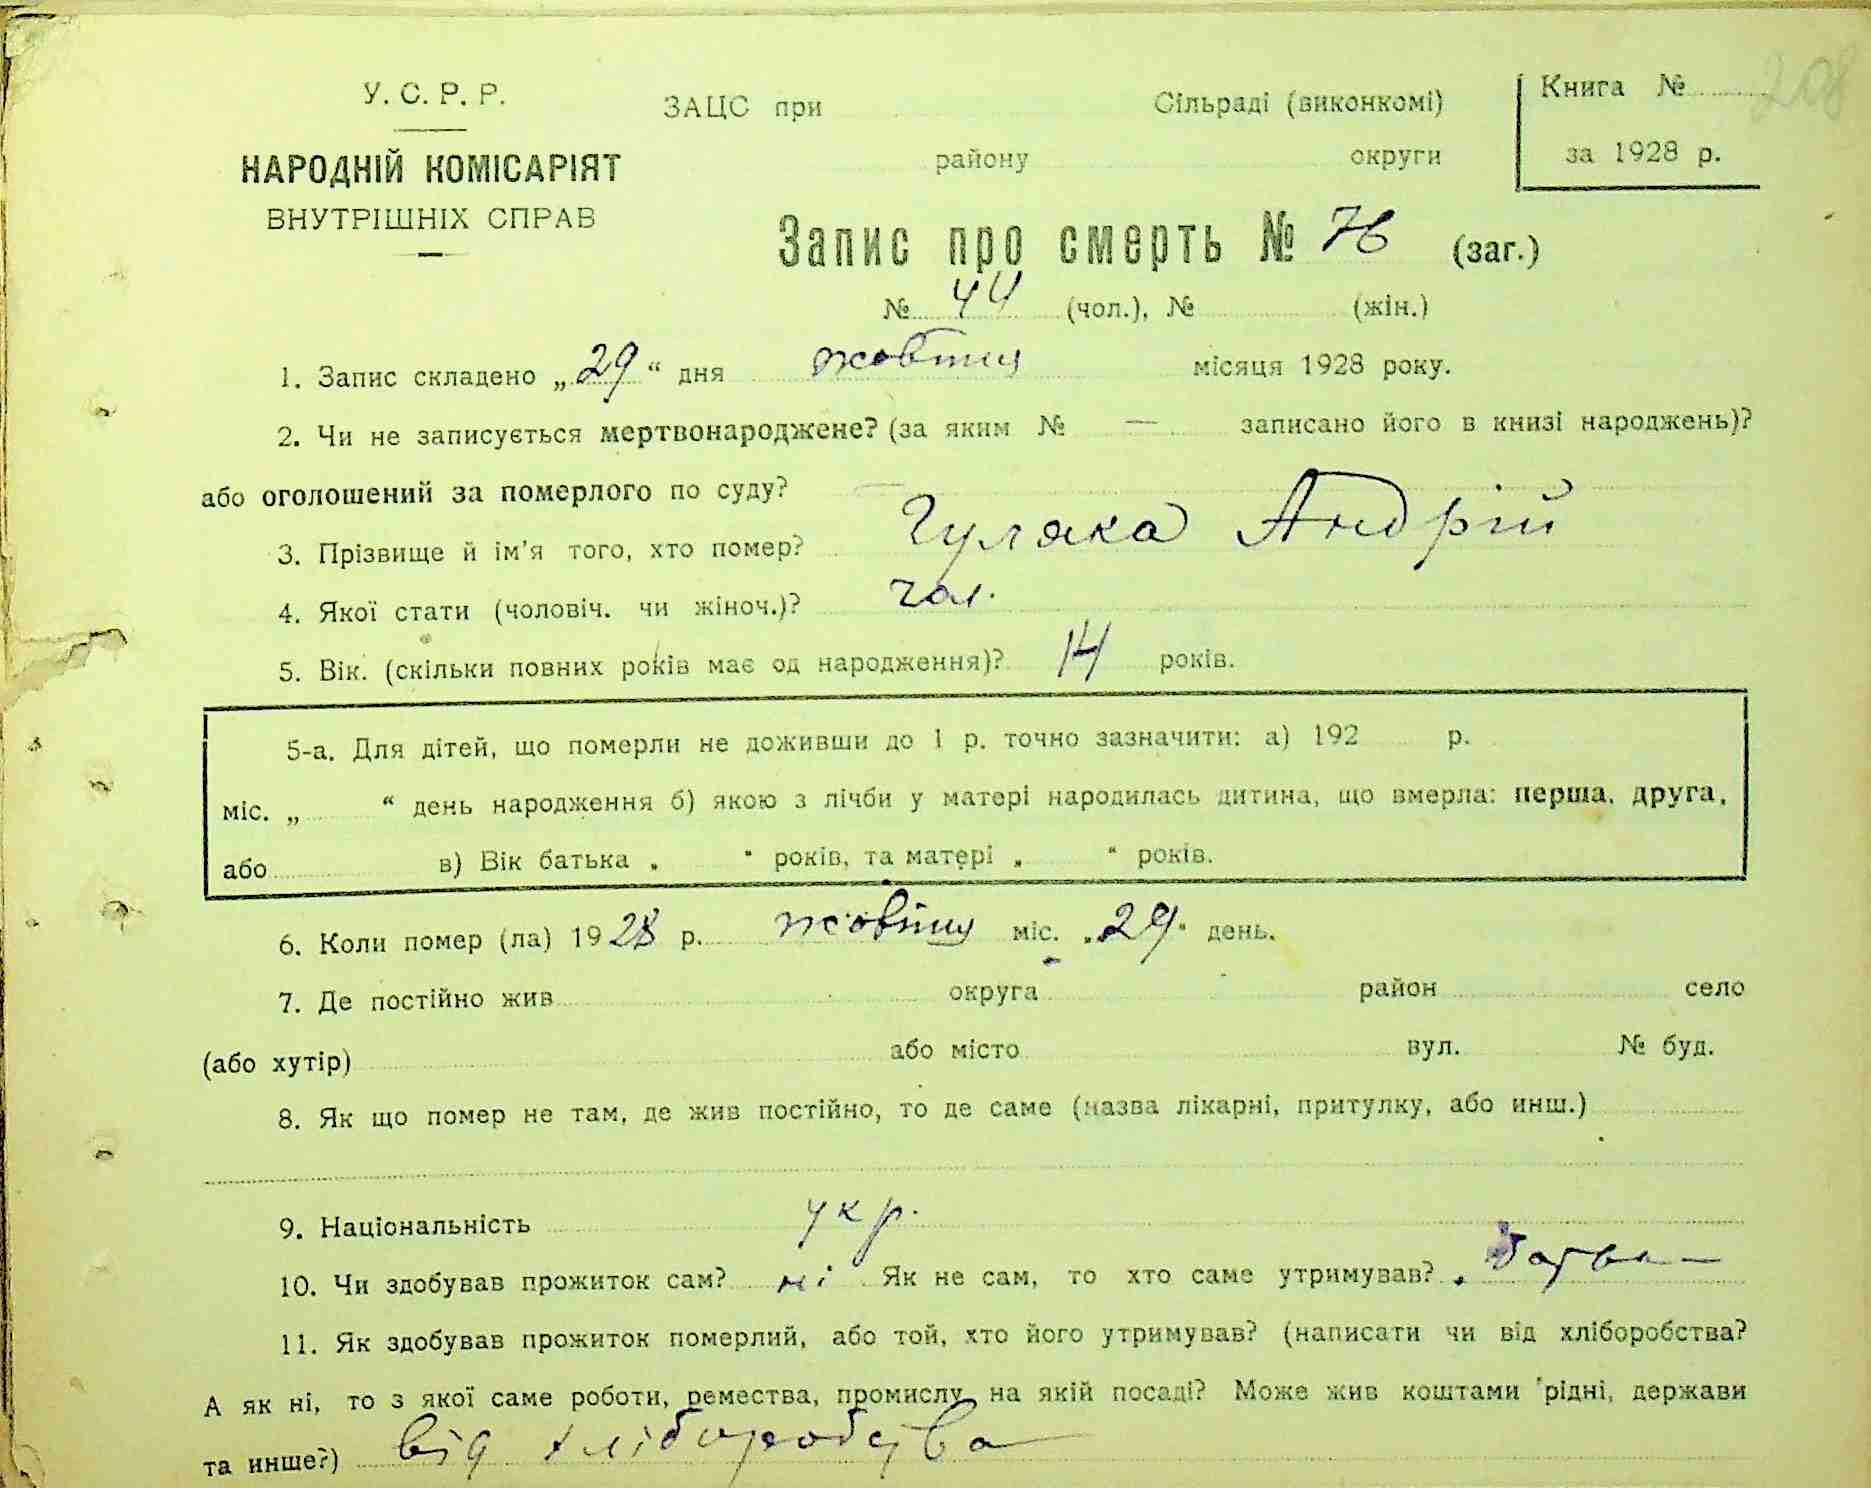 208
У. С. Р. Р.
НАРОДНІЙ КОМІСАРІЯТ
ВНУТРІШНІХ СПРАВ
ЗАЦС при Сільраді (виконкомі)
району округи
Книга №
за 1928 р.
Запис про смерть № 76 (заг.)
№ 44 (чол.), № (жін.)
1. Запис складено „29“ дня жовтня місяця 1928 року.
2. Чи не записується мертвонароджене? (за яким № — записано його в книзі народжень)?
або оголошений за померлого по суду? —
3. Прізвище й ім'я того, хто помер? Гуляка Андрій
4. Якої стати (чоловіч. чи жіноч.)? чол.
5. Вік. (скільки повних років має од народження)? 14 років.
5-а. Для дітей, що померли не доживши до 1 р. точно зазначити: а) 192 р.
міс. „ “ день народження б) якою з лічби у матері народилась дитина, що вмерла: перша, друга,
або в) Вік батька „ “ років, та матері „ “ років.
6. Коли помер (ла) 1928 р. жовтня міс. „29“ день.
7. Де постійно жив округа район село
(або хутір) або місто вул. № буд.
8. Як що помер не там, де жив постійно, то де саме (назва лікарні, притулку, або инш.)
9. Національність укр.
10. Чи здобував прожиток сам? ні Як не сам, то хто саме утримував?
11. Як здобував прожиток померлий, або той, хто його утримував? (написати чи від хліборобства?
А як ні, то з якої саме роботи, ремества, промислу, на якій посаді? Може жив коштами рідні, держави
та инше?) від хліборобства